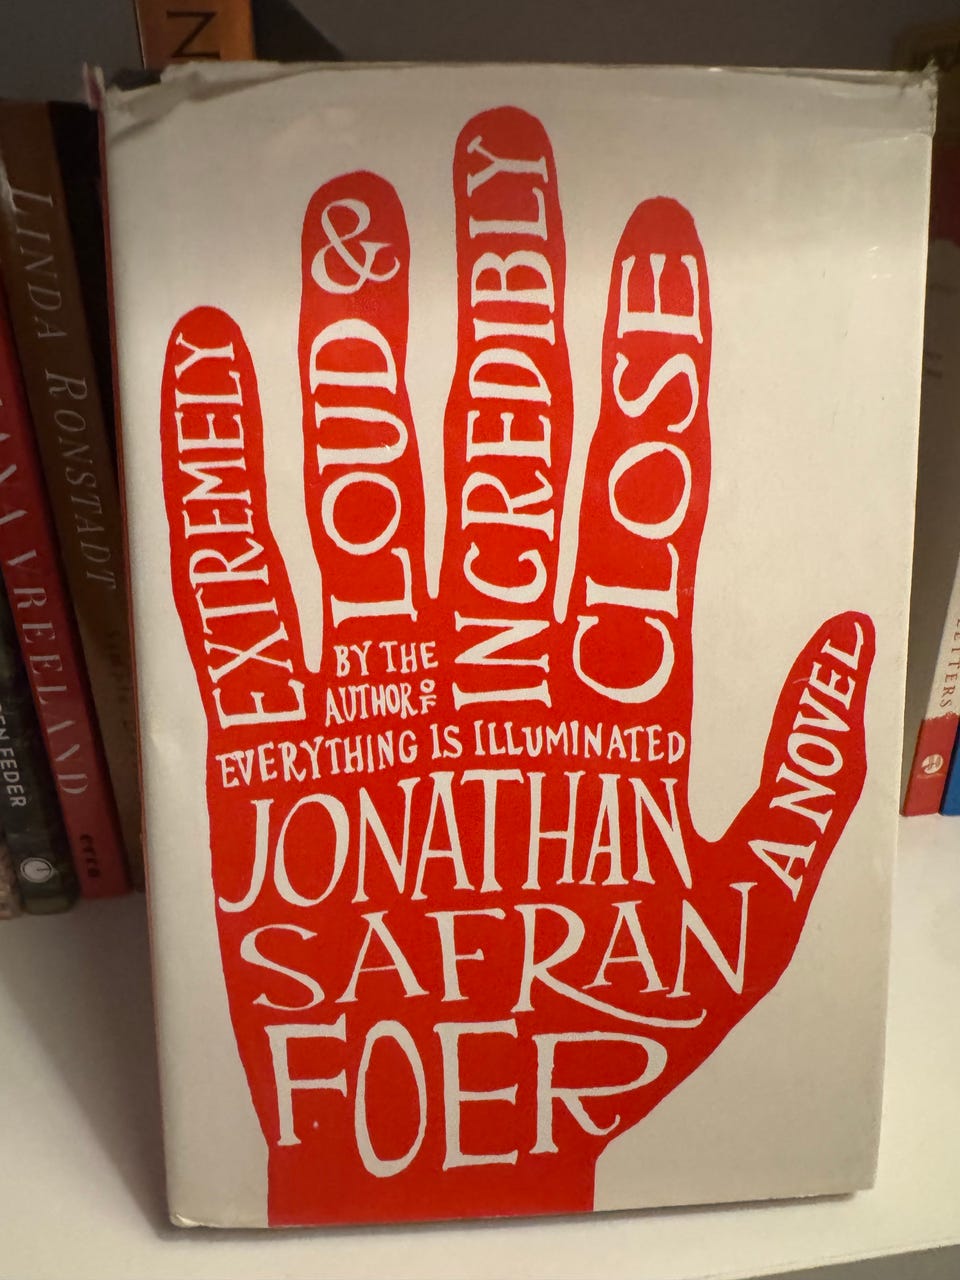 EXTREMELY
LOUD &
INCREDIBLY
CLOSE
BY THE
AUTHOR OF
EVERYTHING IS ILLUMINATED
JONATHAN
SAFRAN
FOER
A NOVEL
LINDA RONSTADT
VREELAND
FEDER
LETTERS
N